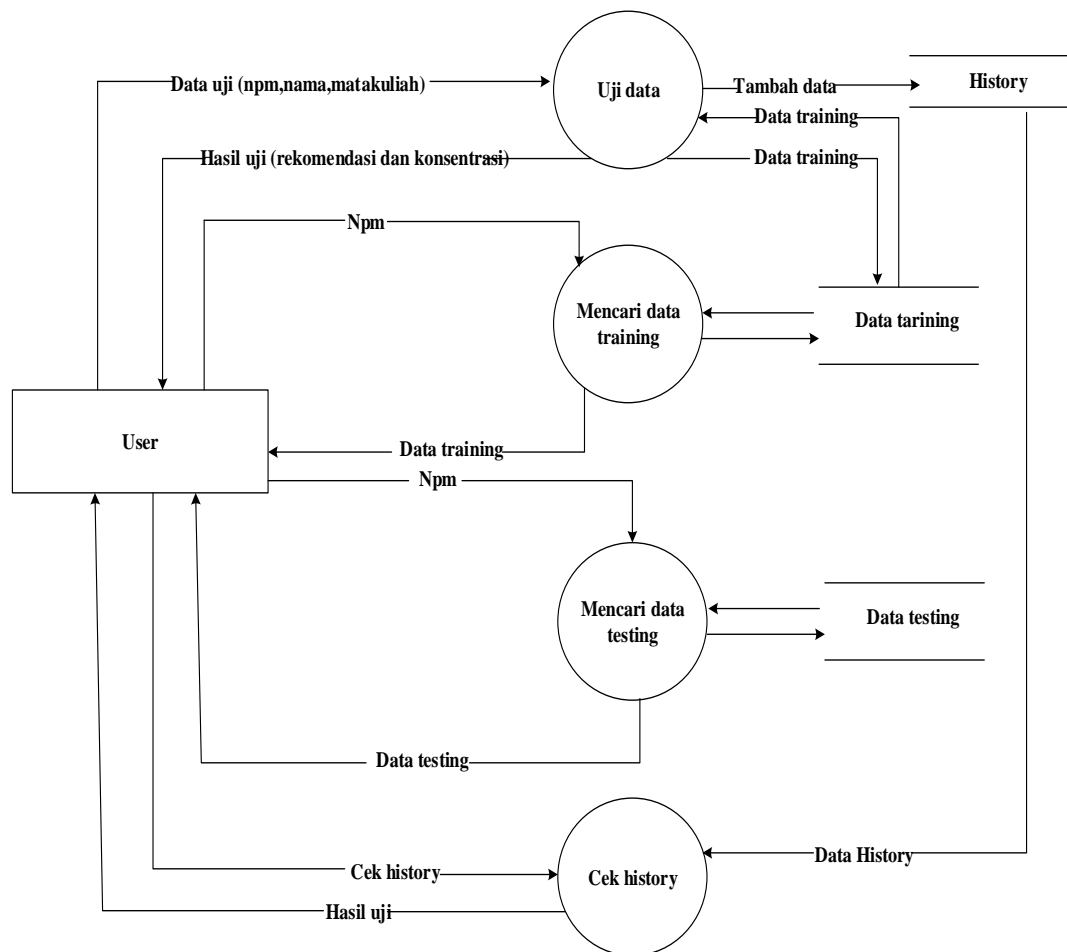 Data uji (npm,nama,matakuliah)
Uji data
Tambah data
History
Data training
Hasil uji (rekomendasi dan konsentrasi)
Data training
Npm
Mencari data
training
Data tarining
User
Data training
Npm
Mencari data
testing
Data testing
Data testing
Cek history
Cek history
Data History
Hasil uji